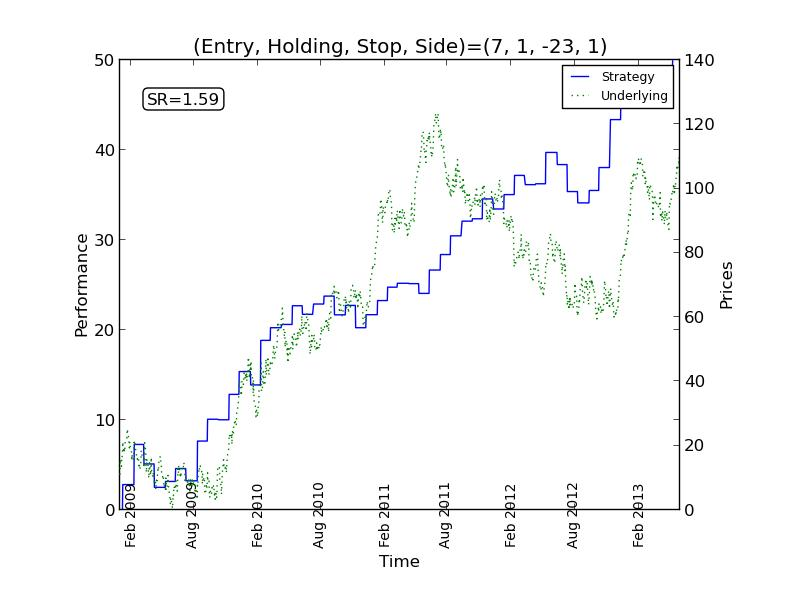 (Entry, Holding, Stop, Side)=(7, 1, -23, 1)
50
40
30
20
10
0
Performance
SR=1.59
Strategy
Underlying
140
120
100
80
60
40
20
0
Prices
Feb 2009
Aug 2009
Feb 2010
Aug 2010
Feb 2011
Aug 2011
Feb 2012
Aug 2012
Feb 2013
Time